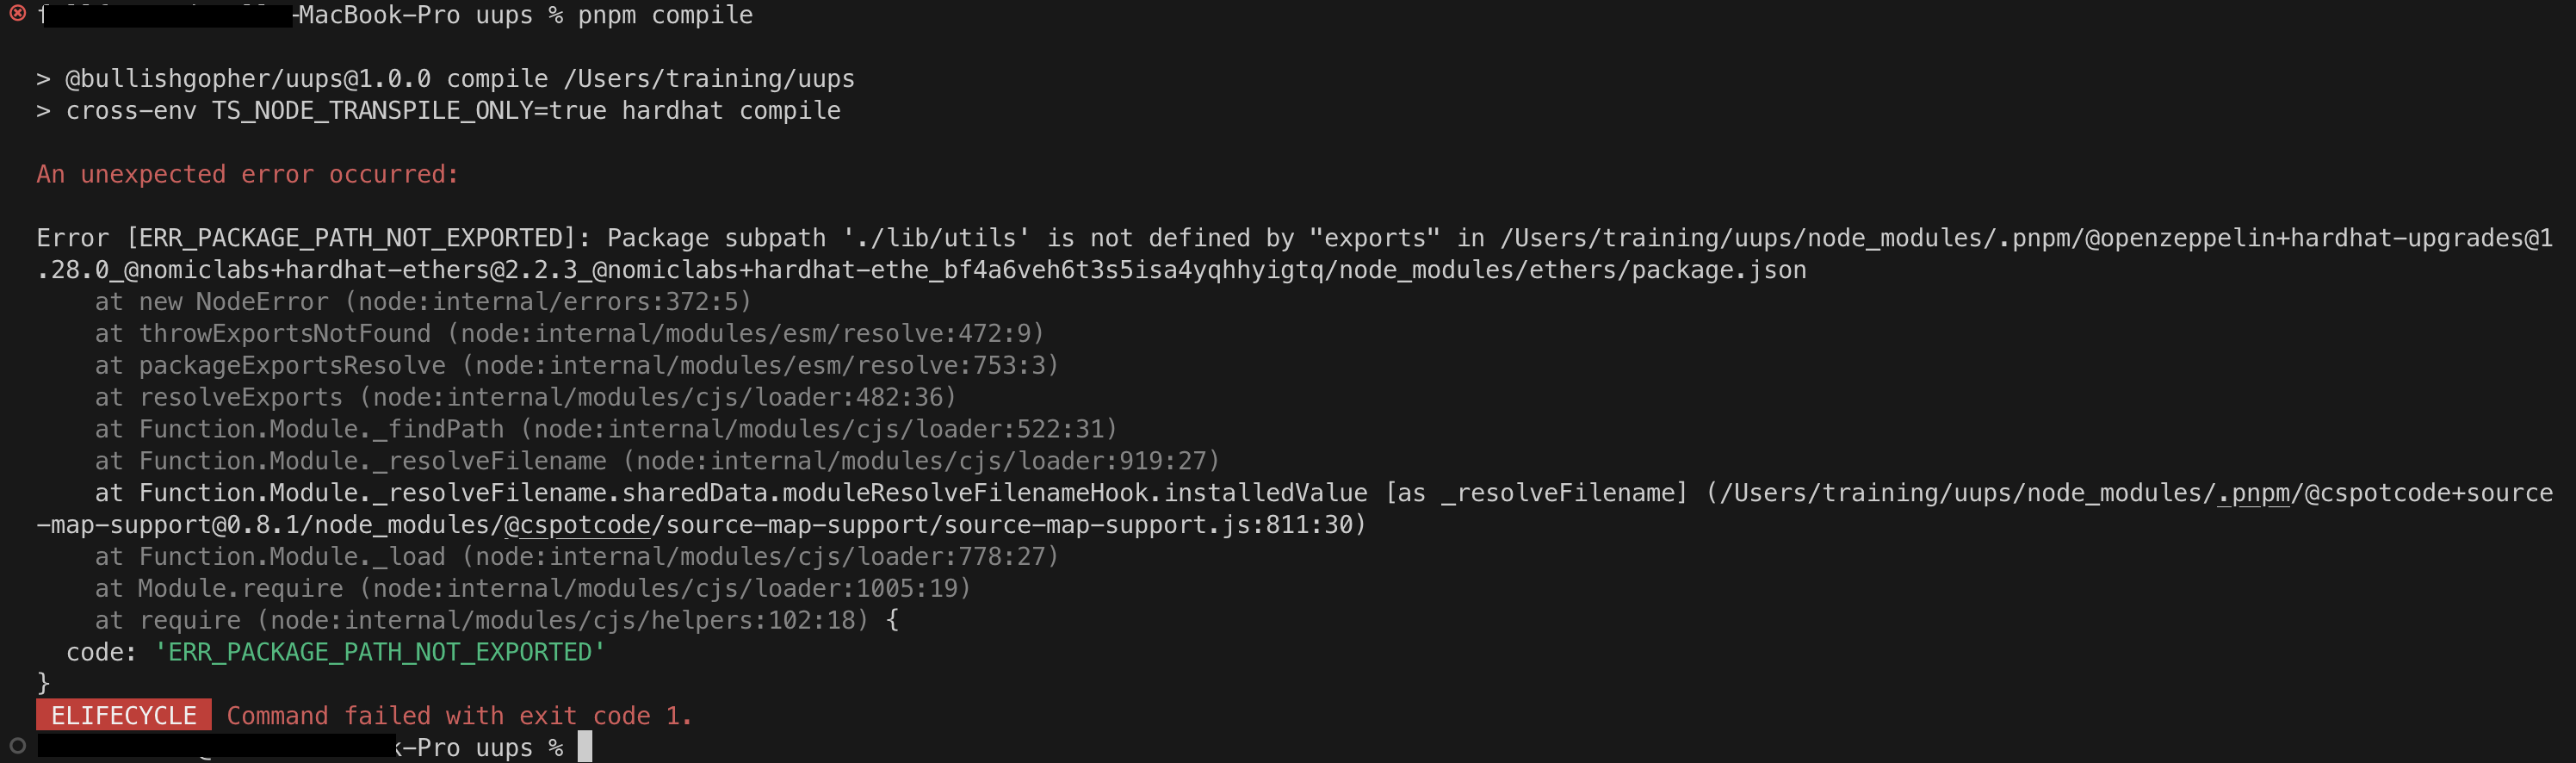 -MacBook-Pro uups % pnpm compile
> @bullishgopher/uups@1.0.0 compile /Users/training/uups
> cross-env TS_NODE_TRANSPILE_ONLY=true hardhat compile
An unexpected error occurred:
Error [ERR_PACKAGE_PATH_NOT_EXPORTED]: Package subpath './lib/utils' is not defined by "exports" in /Users/training/uups/node_modules/.pnpm/@openzeppelin+hardhat-upgrades@1
.28.0_@nomiclabs+hardhat-ethers@2.2.3_@nomiclabs+hardhat-ethe_bf4a6veh6t3s5isa4yqhhyigtq/node_modules/ethers/package.json
at new NodeError (node:internal/errors:372:5)
at throwExportsNotFound (node:internal/modules/esm/resolve:472:9)
at packageExportsResolve (node:internal/modules/esm/resolve:753:3)
at resolveExports (node:internal/modules/cjs/loader:482:36)
at Function.Module._findPath (node:internal/modules/cjs/loader:522:31)
at Function.Module._resolveFilename (node:internal/modules/cjs/loader:919:27)
at Function.Module._resolveFilename.sharedData.moduleResolveFilenameHook.installedValue [as _resolveFilename] (/Users/training/uups/node_modules/.pnpm/@cspotcode+source
-map-support@0.8.1/node_modules/@cspotcode/source-map-support/source-map-support.js:811:30)
at Function.Module._load (node:internal/modules/cjs/loader:778:27)
at Module.require (node:internal/modules/cjs/loader:1005:19)
at require (node:internal/modules/cjs/helpers:102:18) {
code: 'ERR_PACKAGE_PATH_NOT_EXPORTED'
}
ELIFECYCLE Command failed with exit code 1.
-Pro uups %